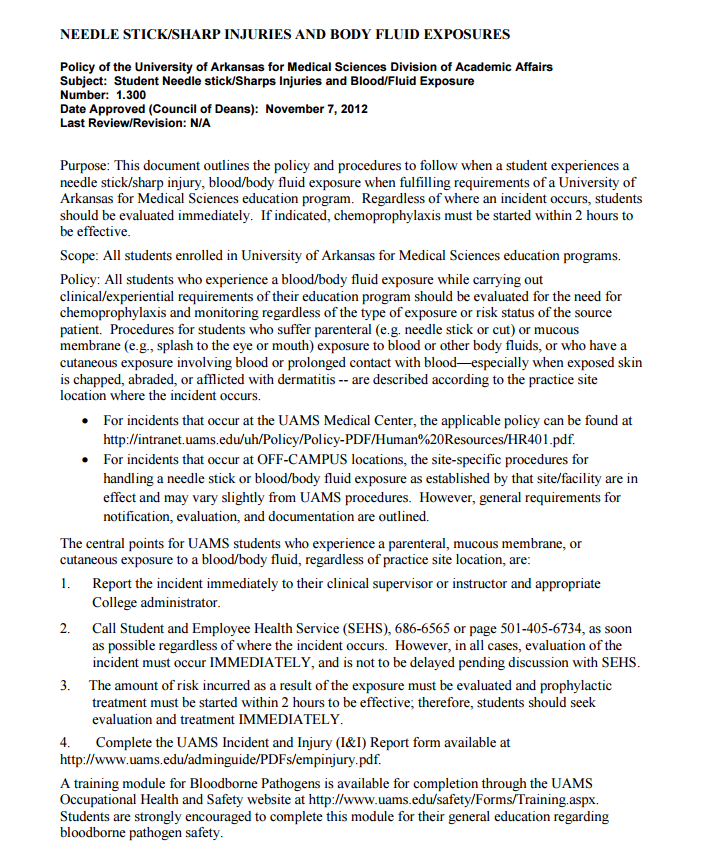 NEEDLE STICK/SHARP INJURIES AND BODY FLUID EXPOSURES
Policy of the University of Arkansas for Medical Sciences Division of Academic Affairs
Subject: Student Needle stick/Sharps Injuries and Blood/Fluid Exposure
Number: 1.300
Date Approved (Council of Deans): November 7, 2012
Last Review/Revision: N/A
Purpose: This document outlines the policy and procedures to follow when a student experiences a
needle stick/sharp injury, blood/body fluid exposure when fulfilling requirements of a University of
Arkansas for Medical Sciences education program. Regardless of where an incident occurs, students
should be evaluated immediately. If indicated, chemoprophylaxis must be started within 2 hours to
be effective.
Scope: All students enrolled in University of Arkansas for Medical Sciences education programs.
Policy: All students who experience a blood/body fluid exposure while carrying out
clinical/experiential requirements of their education program should be evaluated for the need for
chemoprophylaxis and monitoring regardless of the type of exposure or risk status of the source
patient. Procedures for students who suffer parenteral (e.g. needle stick or cut) or mucous
membrane (e.g., splash to the eye or mouth) exposure to blood or other body fluids, or who have a
cutaneous exposure involving blood or prolonged contact with blood—especially when exposed skin
is chapped, abraded, or afflicted with dermatitis -- are described according to the practice site
location where the incident occurs.
• For incidents that occur at the UAMS Medical Center, the applicable policy can be found at
http://intranet.uams.edu/uh/Policy/Policy-PDF/Human%20Resources/HR401.pdf.
• For incidents that occur at OFF-CAMPUS locations, the site-specific procedures for
handling a needle stick or blood/body fluid exposure as established by that site/facility are in
effect and may vary slightly from UAMS procedures. However, general requirements for
notification, evaluation, and documentation are outlined.
The central points for UAMS students who experience a parenteral, mucous membrane, or
cutaneous exposure to a blood/body fluid, regardless of practice site location, are:
1. Report the incident immediately to their clinical supervisor or instructor and appropriate
College administrator.
2. Call Student and Employee Health Service (SEHS), 686-6565 or page 501-405-6734, as soon
as possible regardless of where the incident occurs. However, in all cases, evaluation of the
incident must occur IMMEDIATELY, and is not to be delayed pending discussion with SEHS.
3. The amount of risk incurred as a result of the exposure must be evaluated and prophylactic
treatment must be started within 2 hours to be effective; therefore, students should seek
evaluation and treatment IMMEDIATELY.
4. Complete the UAMS Incident and Injury (I&I) Report form available at
http://www.uams.edu/adminguide/PDFs/empinjury.pdf.
A training module for Bloodborne Pathogens is available for completion through the UAMS
Occupational Health and Safety website at http://www.uams.edu/safety/Forms/Training.aspx.
Students are strongly encouraged to complete this module for their general education regarding
bloodborne pathogen safety.